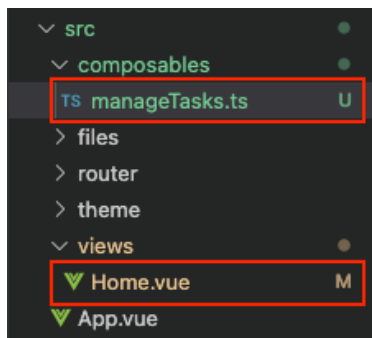 src
composables
TS manageTasks.ts U
files
router
theme
views
Home.vue M
App.vue